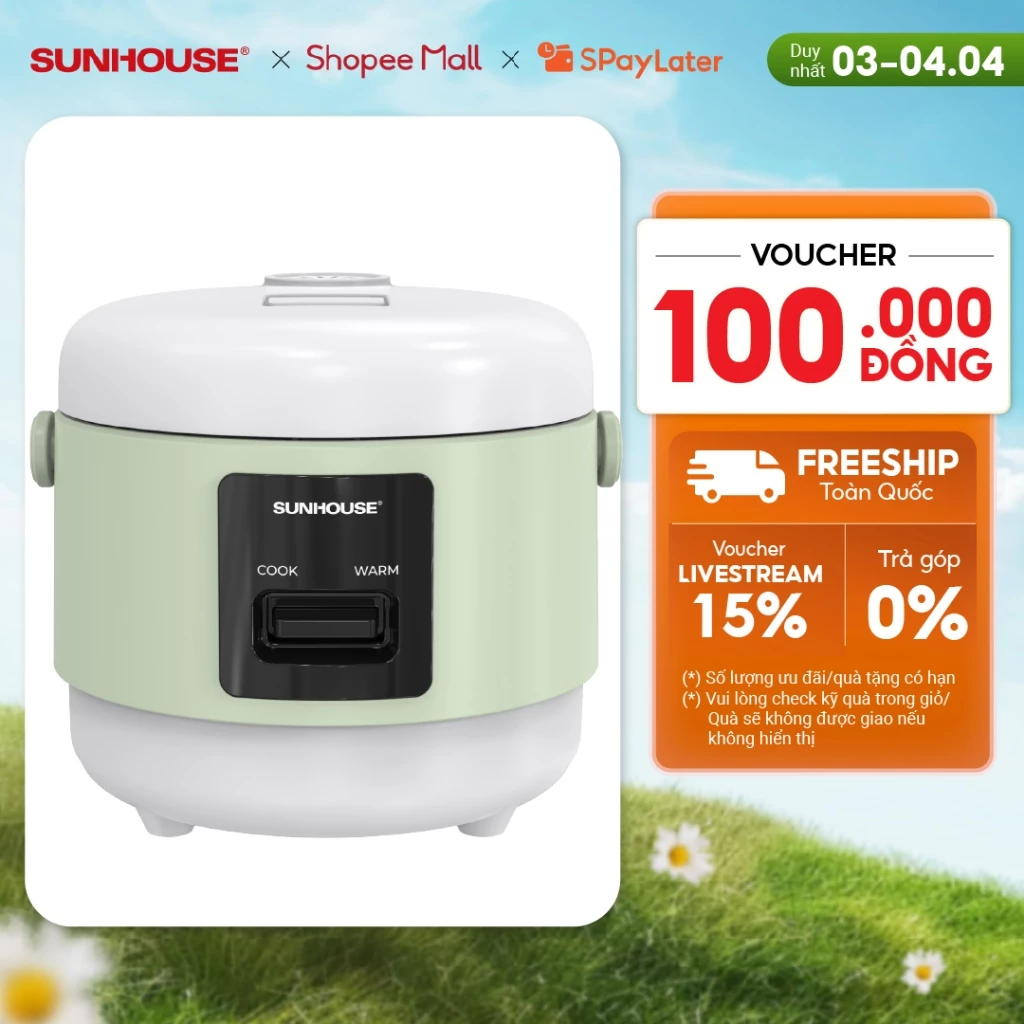 SUNHOUSE® × Shopee Mall × SPayLater
Duy nhất 03-04.04
VOUCHER
100.000 ĐỒNG
FREESHIP
Toàn Quốc
Voucher
LIVESTREAM
15%
Trả góp
0%
(*) Số lượng ưu đãi/quà tặng có hạn
(*) Vui lòng check kỹ quà trong giỏ/
Quà sẽ không được giao nếu
không hiển thị
SUNHOUSE®
COOK WARM